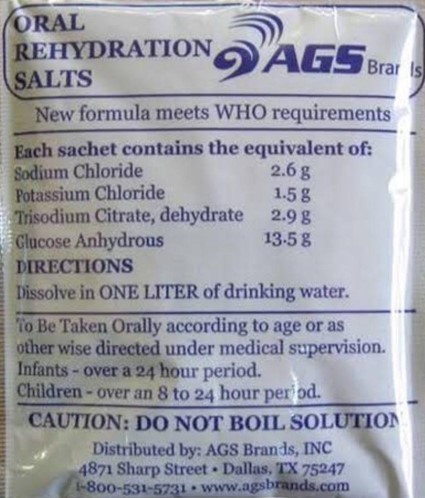 ORAL
REHYDRATION
SALTS
AGS Brands
New formula meets WHO requirements
Each sachet contains the equivalent of:
Sodium Chloride 2.6 g
Potassium Chloride 1.5 g
Trisodium Citrate, dehydrate 2.9 g
Glucose Anhydrous 13.5 g
DIRECTIONS
Dissolve in ONE LITER of drinking water.
To Be Taken Orally according to age or as
other wise directed under medical supervision.
Infants - over a 24 hour period.
Children - over an 8 to 24 hour period.
CAUTION: DO NOT BOIL SOLUTION
Distributed by: AGS Brands, INC
4871 Sharp Street • Dallas, TX 75247
1-800-531-5731 • www.agsbrands.com